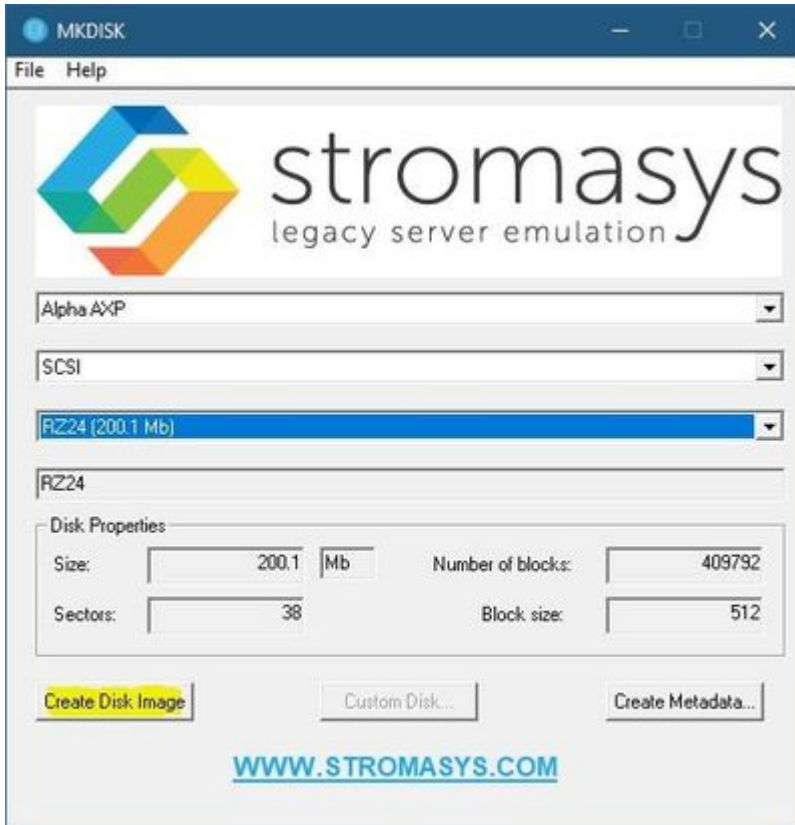 MKDISK
File Help
stromasys
legacy server emulation
Alpha AXP
SCSI
RZ24 (200.1 Mb)
RZ24
Disk Properties
Size: 200.1 Mb Number of blocks: 409792
Sectors: 38 Block size: 512
Create Disk Image Custom Disk... Create Metadata...
WWW.STROMASYS.COM